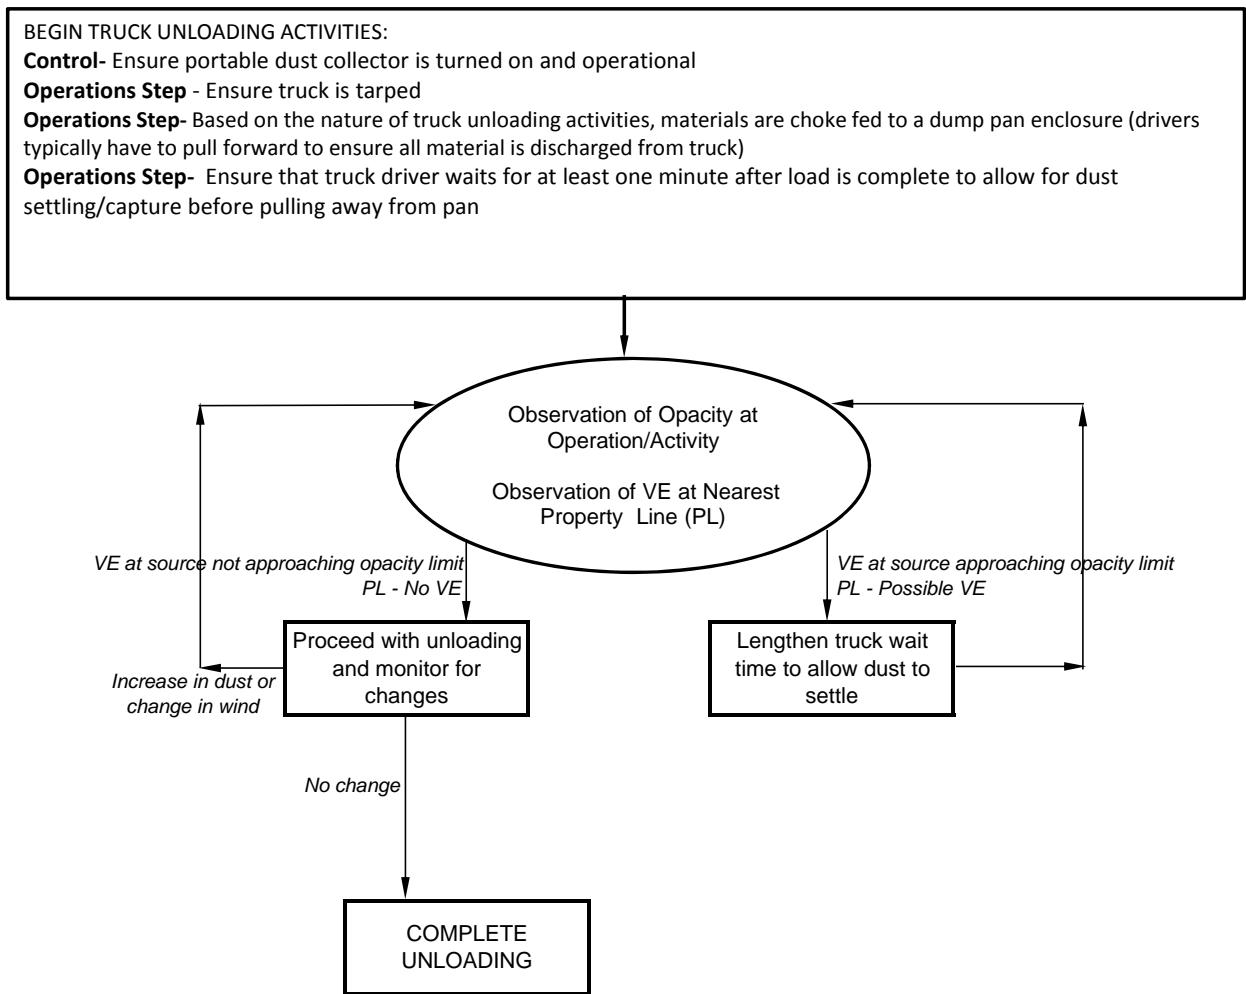 BEGIN TRUCK UNLOADING ACTIVITIES:
Control- Ensure portable dust collector is turned on and operational
Operations Step - Ensure truck is tarped
Operations Step- Based on the nature of truck unloading activities, materials are choke fed to a dump pan enclosure (drivers
typically have to pull forward to ensure all material is discharged from truck)
Operations Step- Ensure that truck driver waits for at least one minute after load is complete to allow for dust
settling/capture before pulling away from pan
Observation of Opacity at
Operation/Activity
Observation of VE at Nearest
Property Line (PL)
VE at source not approaching opacity limit
PL - No VE
VE at source approaching opacity limit
PL - Possible VE
Proceed with unloading
and monitor for
changes
Lengthen truck wait
time to allow dust to
settle
Increase in dust or
change in wind
No change
COMPLETE
UNLOADING